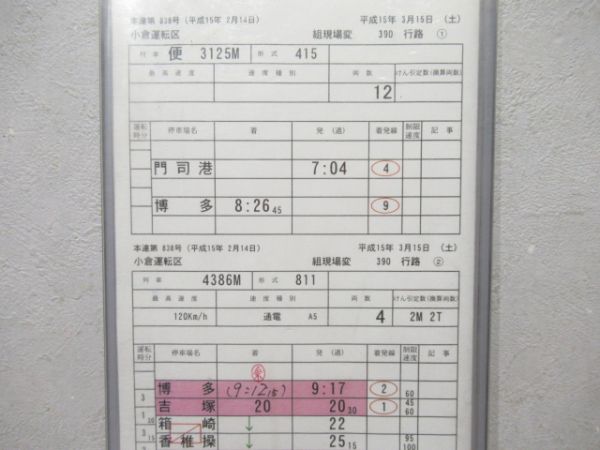 本運第 838号 (平成15年 2月14日) 平成15年 3月15日 (土)
小倉運転区 組現場変 390 行路 ①
列車 便 3125M 形式 415
最高速度 速度種別 両数 けん引定数(換算両数)
12
運転時分 停車場名 着 発(通) 着発線 制限速度 記事
門司港 7:04 4
博多 8:26 45 9
本運第 838号 (平成15年 2月14日) 平成15年 3月15日 (土)
小倉運転区 組現場変 390 行路 ②
列車 4386M 形式 811
最高速度 速度種別 両数 けん引定数(換算両数)
120Km/h 通電 A5 4 2M 2T
運転時分 停車場名 着 発(通) 着発線 制限速度 記事
博多 (9:12 15) 9:17 2 60
3 吉塚 20 20 30 1 45 60
1 30 箱崎 ↓ 22
3 15 香椎操 ↓ 25 15 95 100